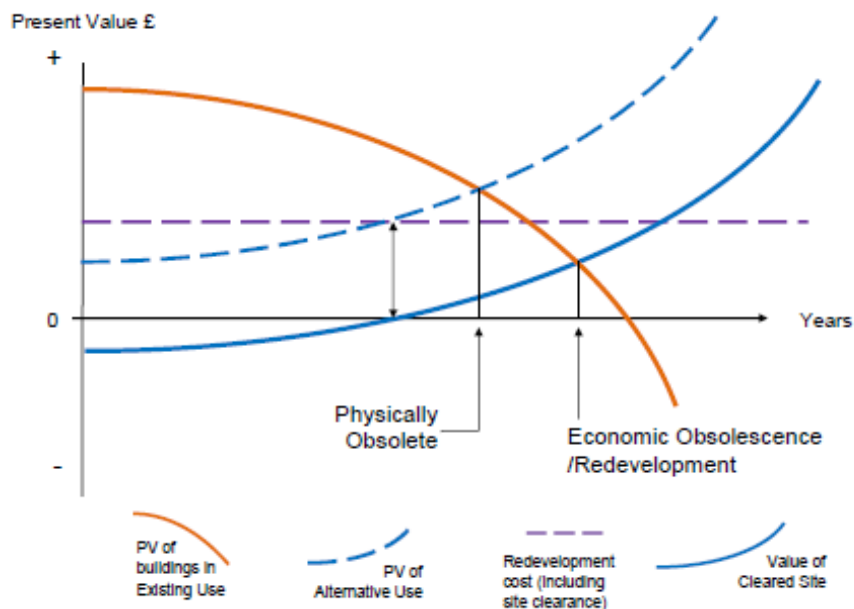 Present Value £
+
0
Years
Physically
Obsolete
Economic Obsolescence
/Redevelopment
-
PV of
buildings in
Existing Use
PV of
Alternative Use
Redevelopment
cost (including
site clearance)
Value of
Cleared Site